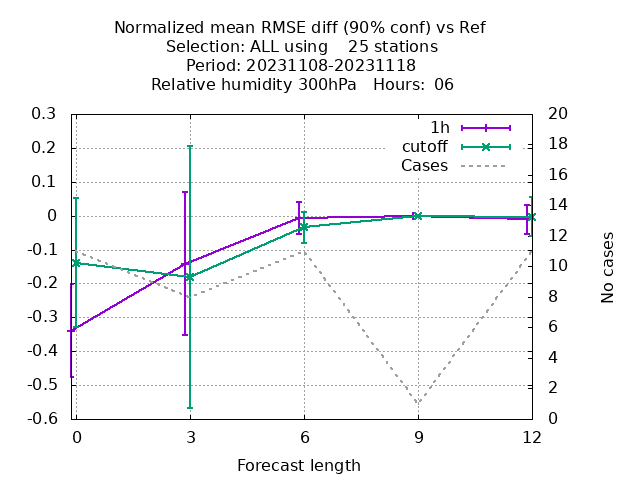 Normalized mean RMSE diff (90% conf) vs Ref
Selection: ALL using    25 stations
Period: 20231108-20231118
Relative humidity 300hPa   Hours:  06
0.3
0.2
0.1
0
-0.1
-0.2
-0.3
-0.4
-0.5
-0.6
20
18
16
14
12
10
8
6
4
2
0
1h
cutoff
Cases
No cases
0 3 6 9 12
Forecast length